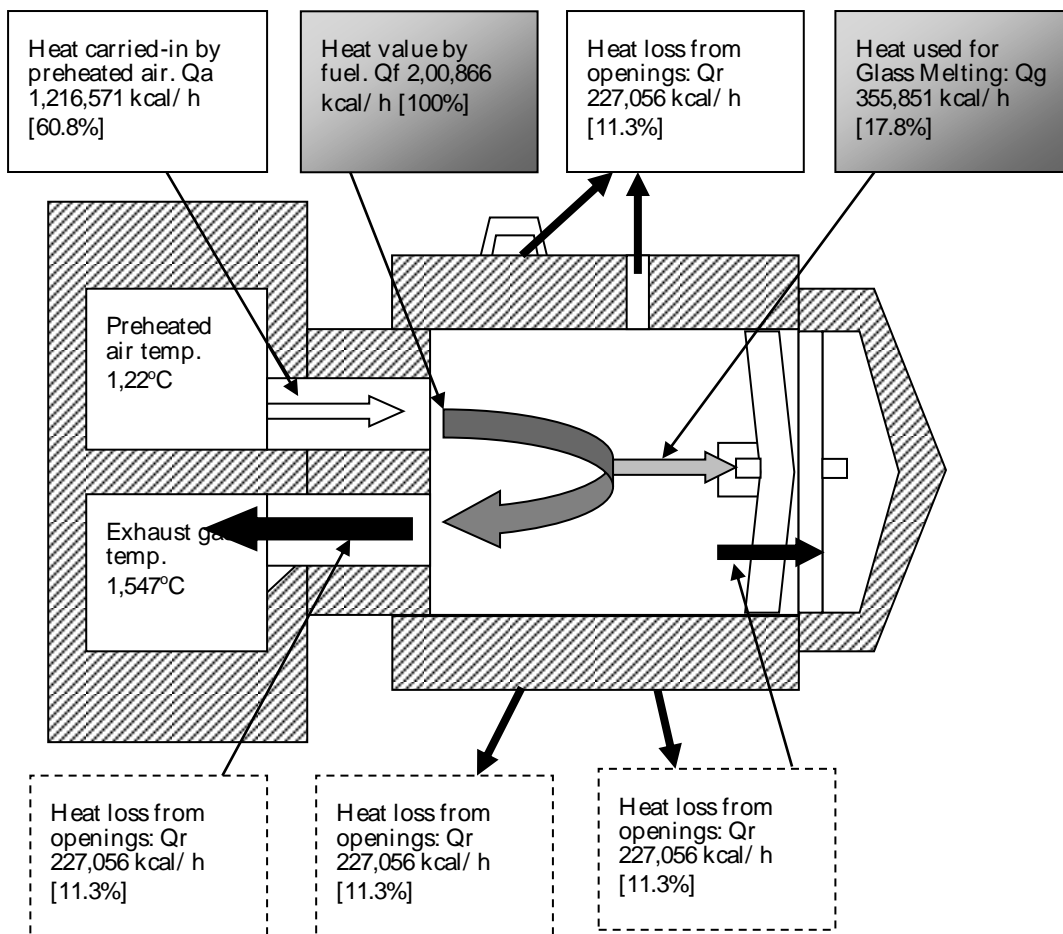 Heat carried-in by
preheated air. Qa
1,216,571 kcal/ h
[60.8%]
Heat value by
fuel. Qf 2,00,866
kcal/ h [100%]
Heat loss from
openings: Qr
227,056 kcal/ h
[11.3%]
Heat used for
Glass Melting: Qg
355,851 kcal/ h
[17.8%]
Preheated
air temp.
1,22ºC
Exhaust ga
temp.
1,547ºC
Heat loss from
openings: Qr
227,056 kcal/ h
[11.3%]
Heat loss from
openings: Qr
227,056 kcal/ h
[11.3%]
Heat loss from
openings: Qr
227,056 kcal/ h
[11.3%]